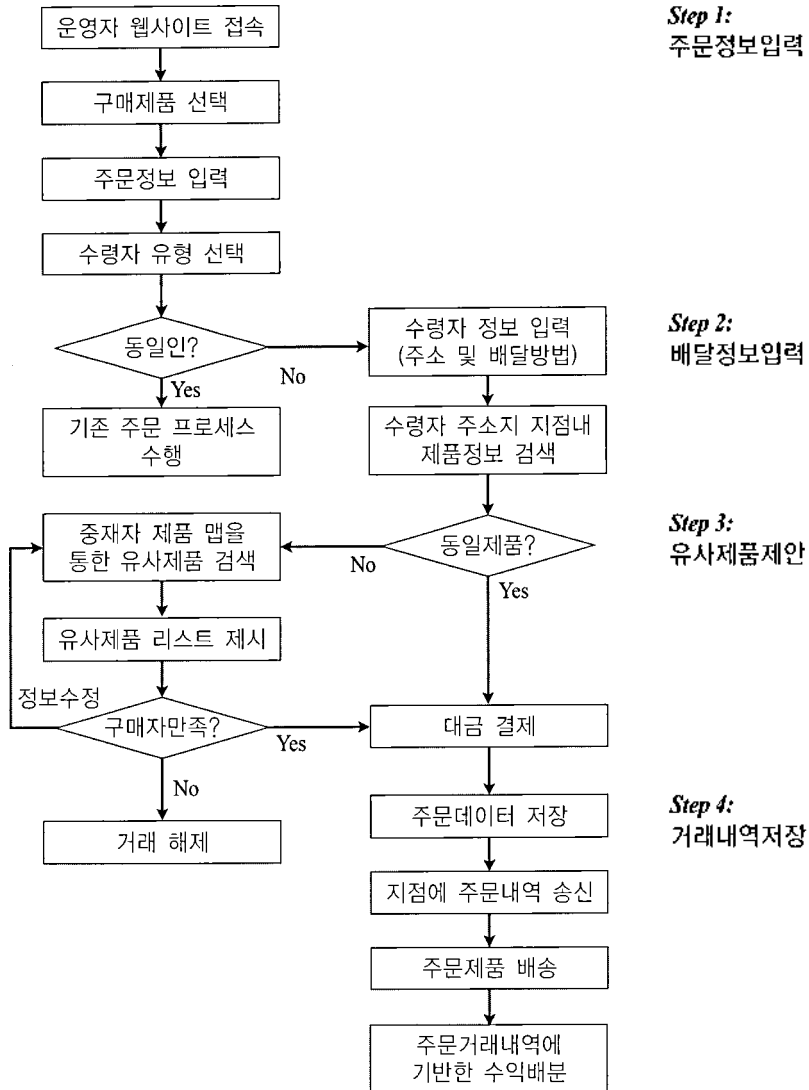 운영자 웹사이트 접속
Step 1:
주문정보입력
구매제품 선택
주문정보 입력
수령자 유형 선택
동일인?
No
Yes
수령자 정보 입력
(주소 및 배달방법)
Step 2:
배달정보입력
기존 주문 프로세스
수행
수령자 주소지 지점내
제품정보 검색
중재자 제품 맵을
통한 유사제품 검색
No
동일제품?
Yes
Step 3:
유사제품제안
유사제품 리스트 제시
정보수정
구매자만족?
Yes
No
대금 결제
거래 해제
주문데이터 저장
Step 4:
거래내역저장
지점에 주문내역 송신
주문제품 배송
주문거래내역에
기반한 수익배분